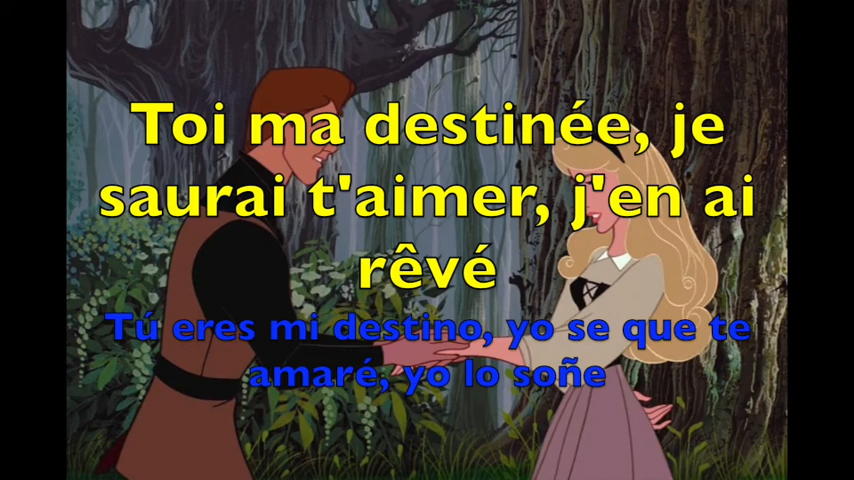 Toi ma destinée, je
saurai t'aimer, j'en ai
rêvé
Tú eres mi destino, yo se que te
amaré, yo lo soñe